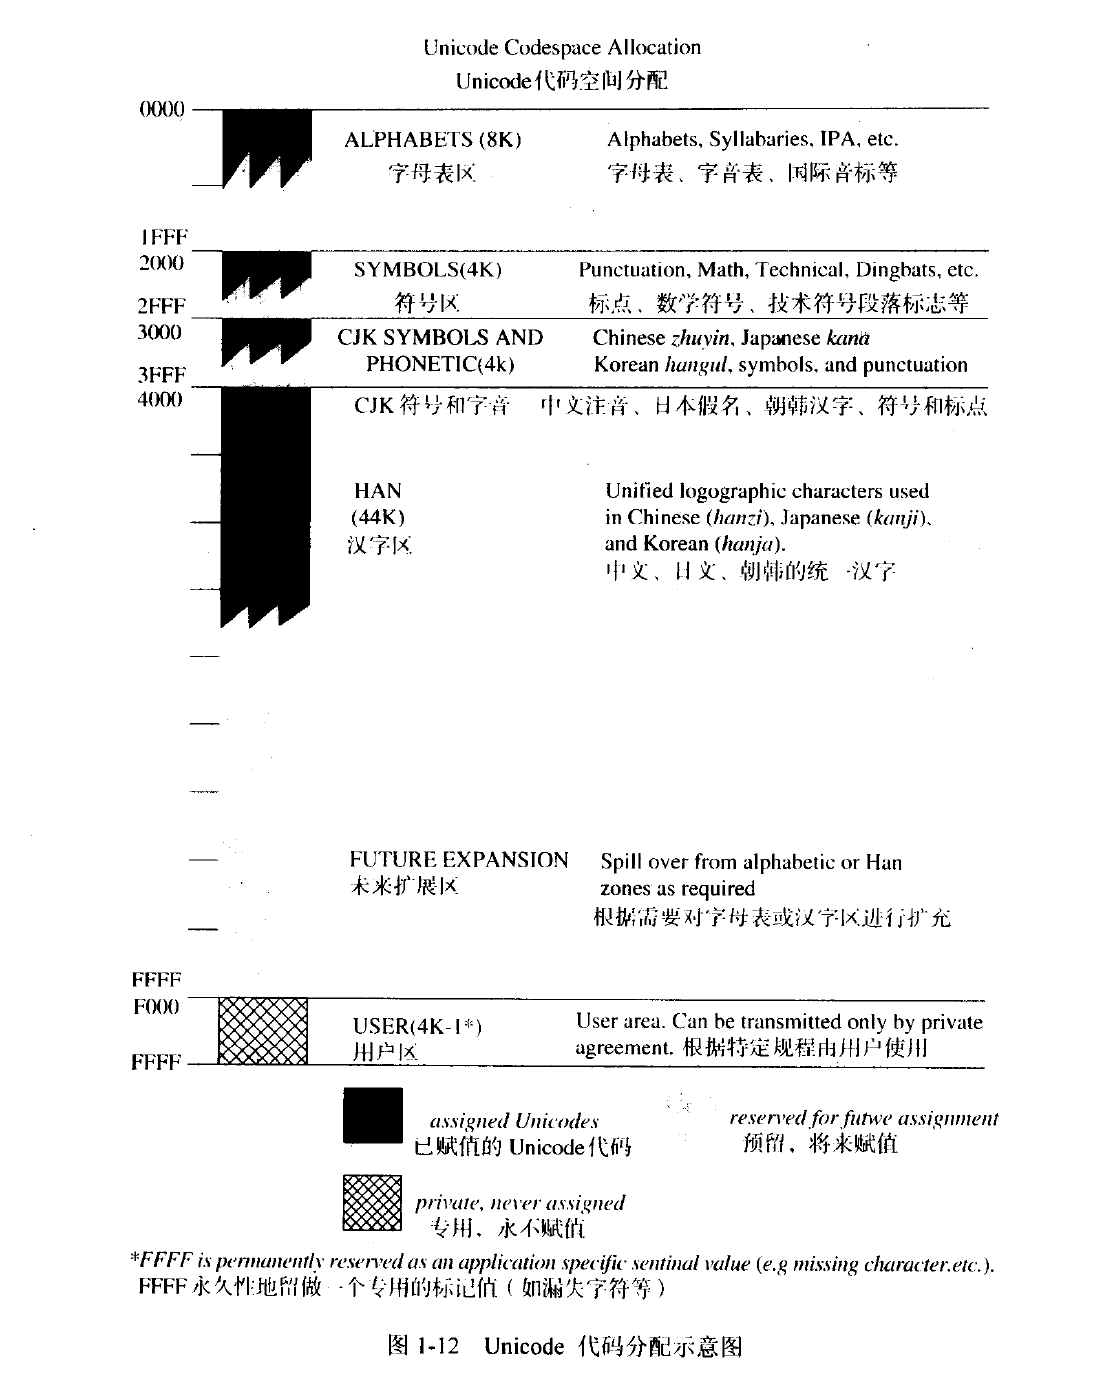 Unicode Codespace Allocation
Unicode代码空间分配
0000
ALPHABETS (8K) Alphabets, Syllabaries, IPA, etc.
字母表区 字母表、字音表、国际音标等
1FFF
2000
SYMBOLS(4K) Punctuation, Math, Technical, Dingbats, etc.
2FFF 符号区 标点、数学符号、技术符号段落标志等
3000 CJK SYMBOLS AND Chinese zhuyin, Japanese kana
PHONETIC(4k) Korean hangul, symbols, and punctuation
3FFF
4000 CJK 符号和字音 中文注音、日本假名、朝韩汉字、符号和标点
HAN Unified logographic characters used
(44K) in Chinese (hanzi), Japanese (kanji),
汉字区 and Korean (hanja).
中文、日文、朝韩的统一汉字
FUTURE EXPANSION Spill over from alphabetic or Han
未来扩展区 zones as required
根据需要对字母表或汉字区进行扩充
FFFF
F000
USER(4K-1*) User area. Can be transmitted only by private
用户区 agreement. 根据特定规程由用户使用
FFFF
assigned Unicodes reserved for futwe assignment
已赋值的 Unicode代码 预留，将来赋值
private, never assigned
专用，永不赋值
*FFFF is permanently reserved as an application specific sentinal value (e.g missing character.etc.).
FFFF 永久性地留做一个专用的标记值（如漏失字符等）
图 1-12 Unicode 代码分配示意图